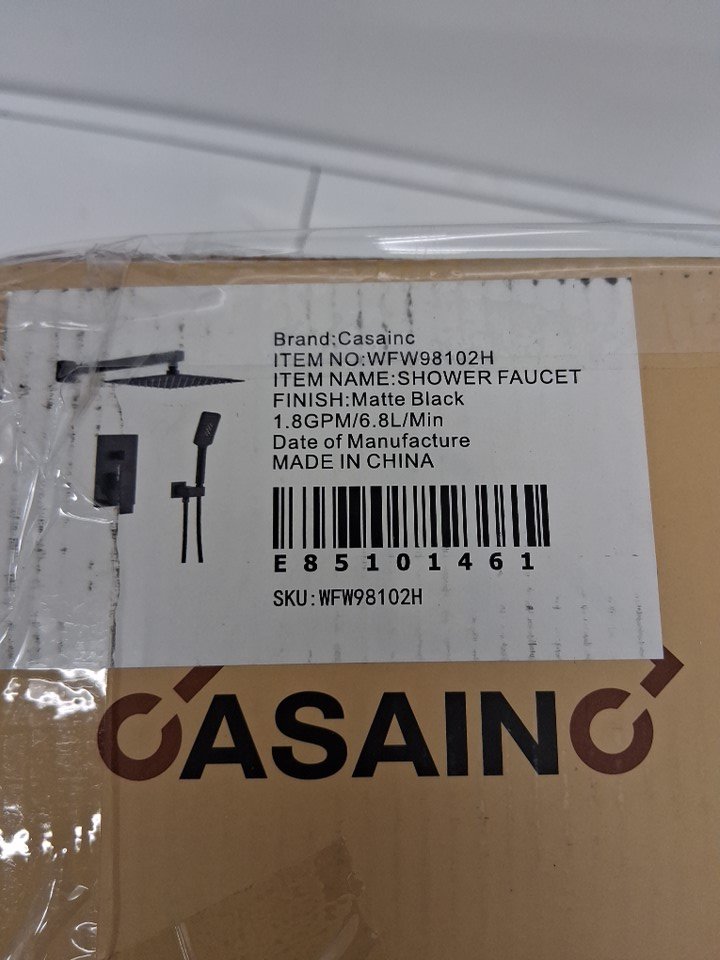 Brand:Casainc
ITEM NO:WFW98102H
ITEM NAME:SHOWER FAUCET
FINISH:Matte Black
1.8GPM/6.8L/Min
Date of Manufacture
MADE IN CHINA
E85101461
SKU:WFW98102H
CASAINC